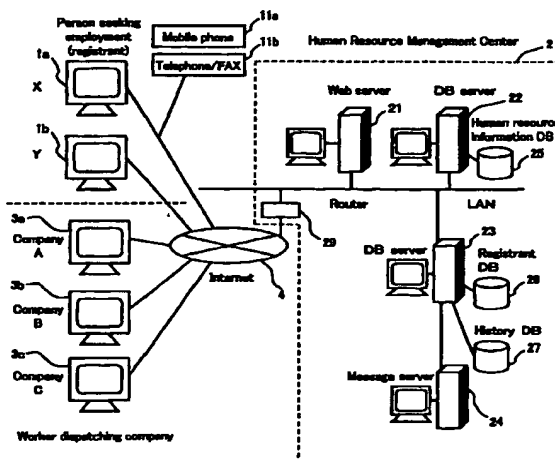 Person seeking
employment
(registrant)
1a
X
1b
Y
Mobile phone
11a
Telephone/FAX
11b
Human Resource Management Center
2
Web server
21
DB server
22
Human resource
Information DB
25
Router
LAN
29
3a
Company
A
3b
Company
B
3c
Company
C
Internet
4
23
DB server
Registrant
DB
26
History DB
27
Message server
24
Worker dispatching company